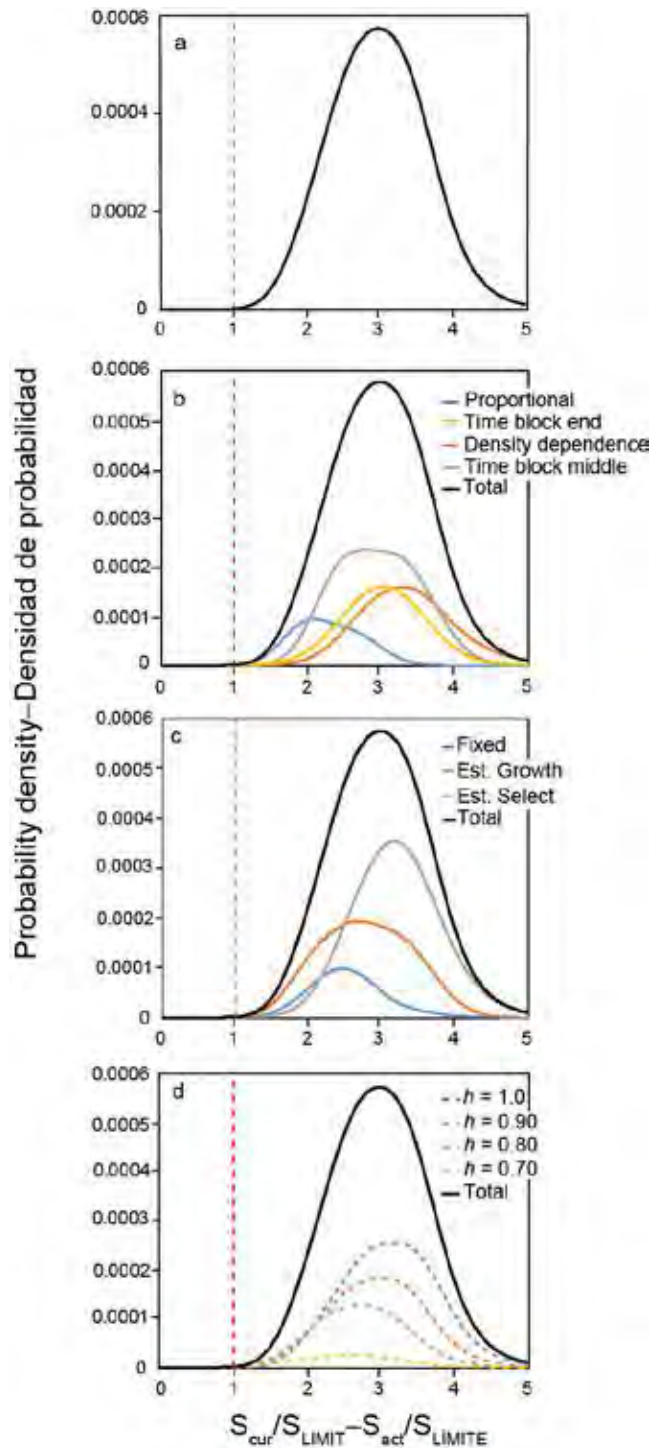 Probability density–Densidad de probabilidad
a
0.0006
0.0004
0.0002
0
0 1 2 3 4 5
b
0.0006
0.0005
0.0004
0.0003
0.0002
0.0001
0
Proportional
Time block end
Density dependence
Time block middle
Total
0 1 2 3 4 5
c
0.0006
0.0005
0.0004
0.0003
0.0002
0.0001
0
Fixed
Est. Growth
Est. Select
Total
0 1 2 3 4 5
d
0.0006
0.0005
0.0004
0.0003
0.0002
0.0001
0
h = 1.0
h = 0.90
h = 0.80
h = 0.70
Total
0 1 2 3 4 5
Scur/SLIMIT–Sact/SLÍMITE